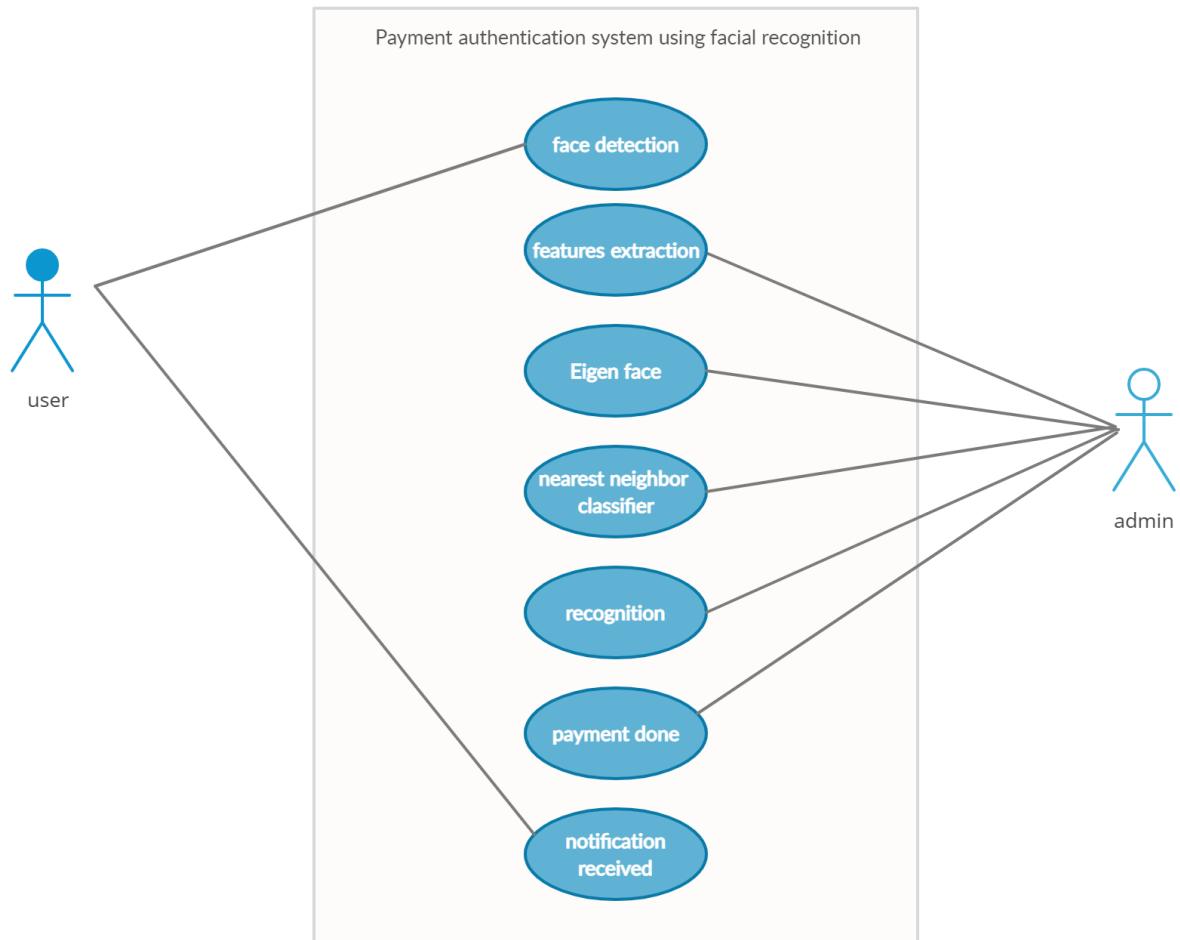 Payment authentication system using facial recognition
face detection
features extraction
Eigen face
nearest neighbor
classifier
recognition
payment done
notification
received
user
admin